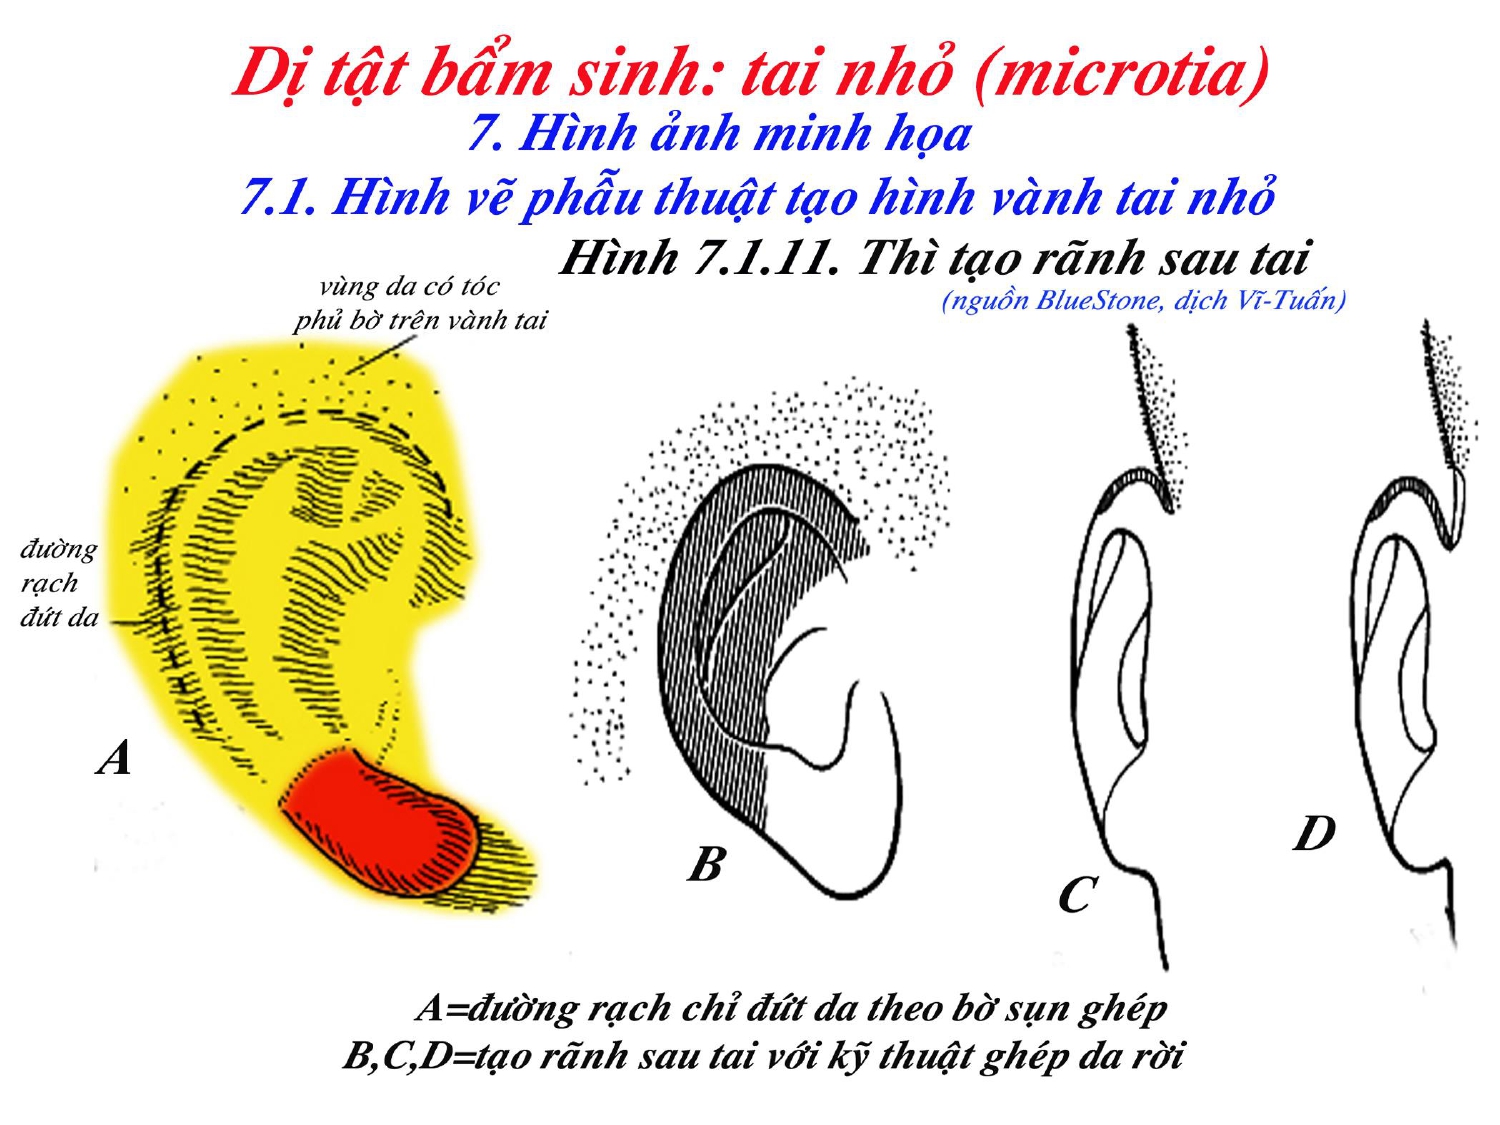 Dị tật bẩm sinh: tai nhỏ (microtia)
7. Hình ảnh minh họa
7.1. Hình vẽ phẫu thuật tạo hình vành tai nhỏ
Hình 7.1.11. Thì tạo rãnh sau tai
(nguồn BlueStone, dịch Vĩ-Tuấn)
vùng da có tóc
phủ bờ trên vành tai
đường
rạch
đứt da
A
B
C
D
A=đường rạch chỉ đứt da theo bờ sụn ghép
B,C,D=tạo rãnh sau tai với kỹ thuật ghép da rời